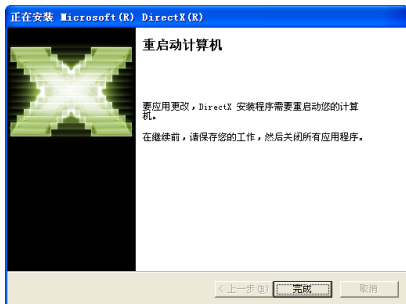 正在安装 Microsoft(R) DirectX(R)
重启动计算机
要应用更改，DirectX 安装程序需要重启动您的计算
机。
在继续前，请保存您的工作，然后关闭所有应用程序。
< 上一步(B) 完成 取消